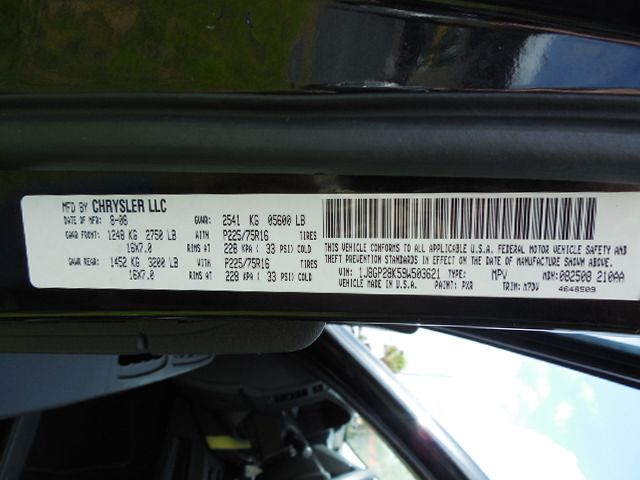 MFD BY CHRYSLER LLC
DATE OF MFR: 8-08 GVWR: 2541 KG 05600 LB
GAWR FRONT: 1248 KG 2750 LB WITH P225/75R16 TIRES
16X7.0 RIMS AT 228 KPA ( 33 PSI) COLD
GAWR REAR: 1452 KG 3200 LB WITH P225/75R16 TIRES
16X7.0 RIMS AT 228 KPA ( 33 PSI) COLD
THIS VEHICLE CONFORMS TO ALL APPLICABLE U.S.A. FEDERAL MOTOR VEHICLE SAFETY AND
THEFT PREVENTION STANDARDS IN EFFECT ON THE DATE OF MANUFACTURE SHOWN ABOVE.
VIN: 1J8GP28K59W503621 TYPE: MPV MDH: 082508 210AA
MADE IN U.S.A. PAINT: PXR TRIM: M7DV 4648509